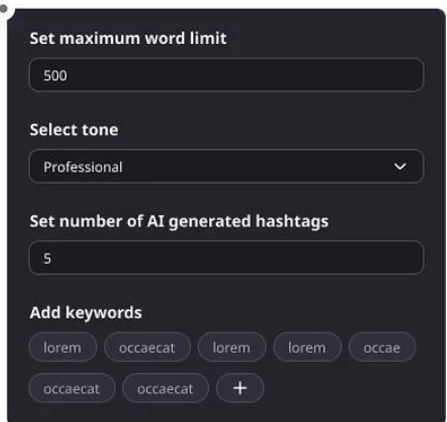 Set maximum word limit
500
Select tone
Professional
Set number of AI generated hashtags
5
Add keywords
lorem occaecat lorem lorem occae
occaecat occaecat +